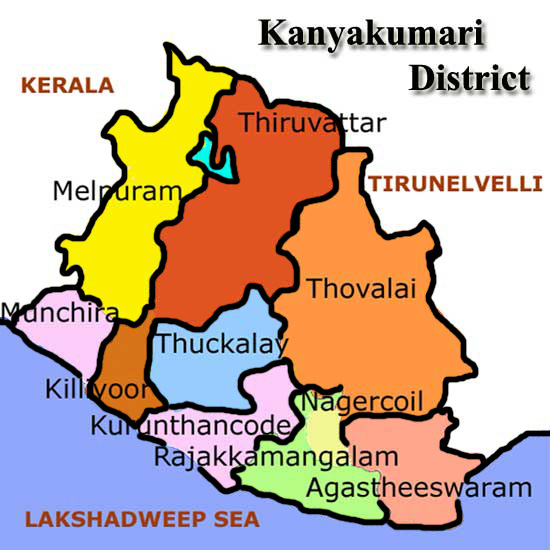 Kanyakumari
District
KERALA
Thiruvattar
Melpuram
TIRUNELVELLI
Thovalai
Munchira
Thuckalay
Killiyoor
Nagercoil
Kurunthancode
Rajakkamangalam
Agastheeswaram
LAKSHADWEEP SEA